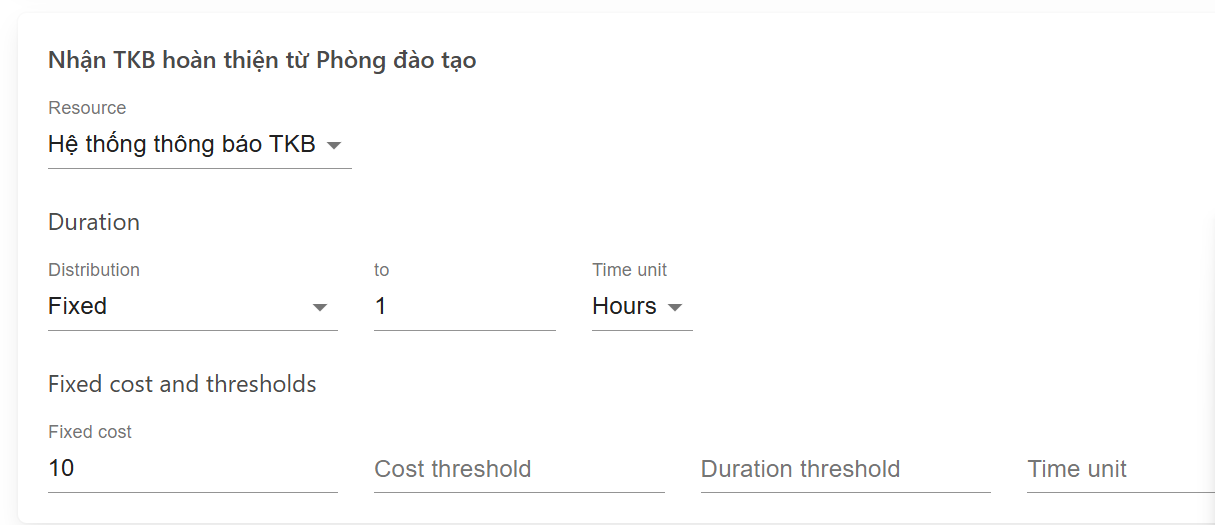 Nhận TKB hoàn thiện từ Phòng đào tạo
Resource
Hệ thống thông báo TKB
Duration
Distribution to Time unit
Fixed 1 Hours
Fixed cost and thresholds
Fixed cost
10 Cost threshold Duration threshold Time unit